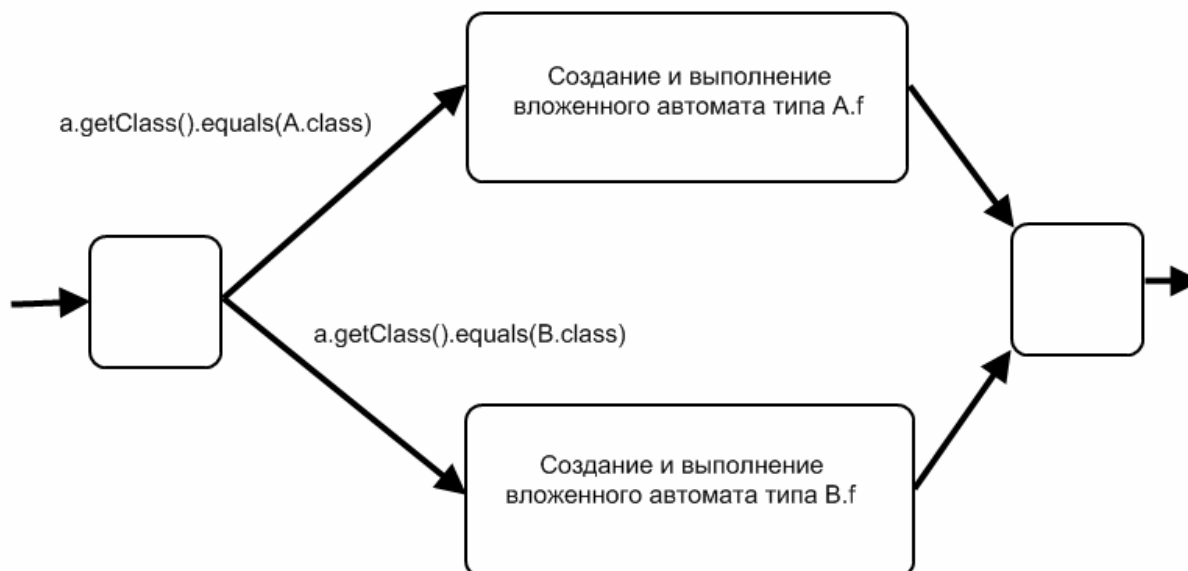 Создание и выполнение
вложенного автомата типа A.f
a.getClass().equals(A.class)
a.getClass().equals(B.class)
Создание и выполнение
вложенного автомата типа B.f